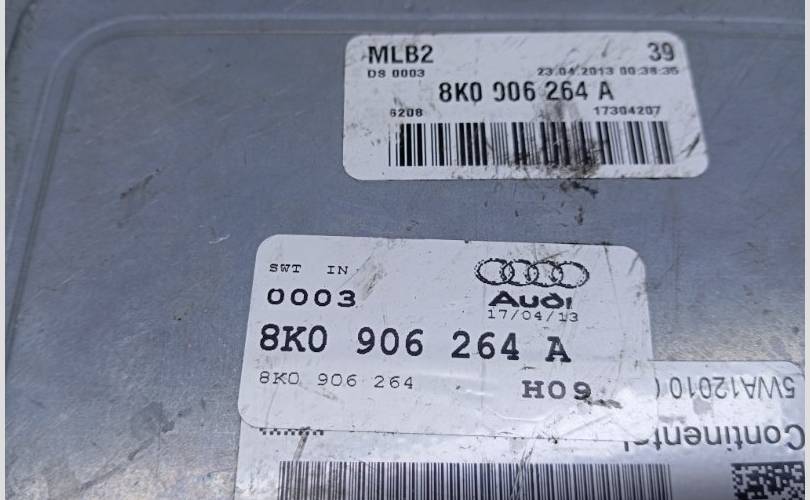 MLB2 39
DS 0003 23.04.2013 00:38:35
8K0 906 264 A
6208 17304207
SWT IN
0003
Audi
17/04/13
8K0 906 264 A
8K0 906 264
H09
5WA12010(
Continental